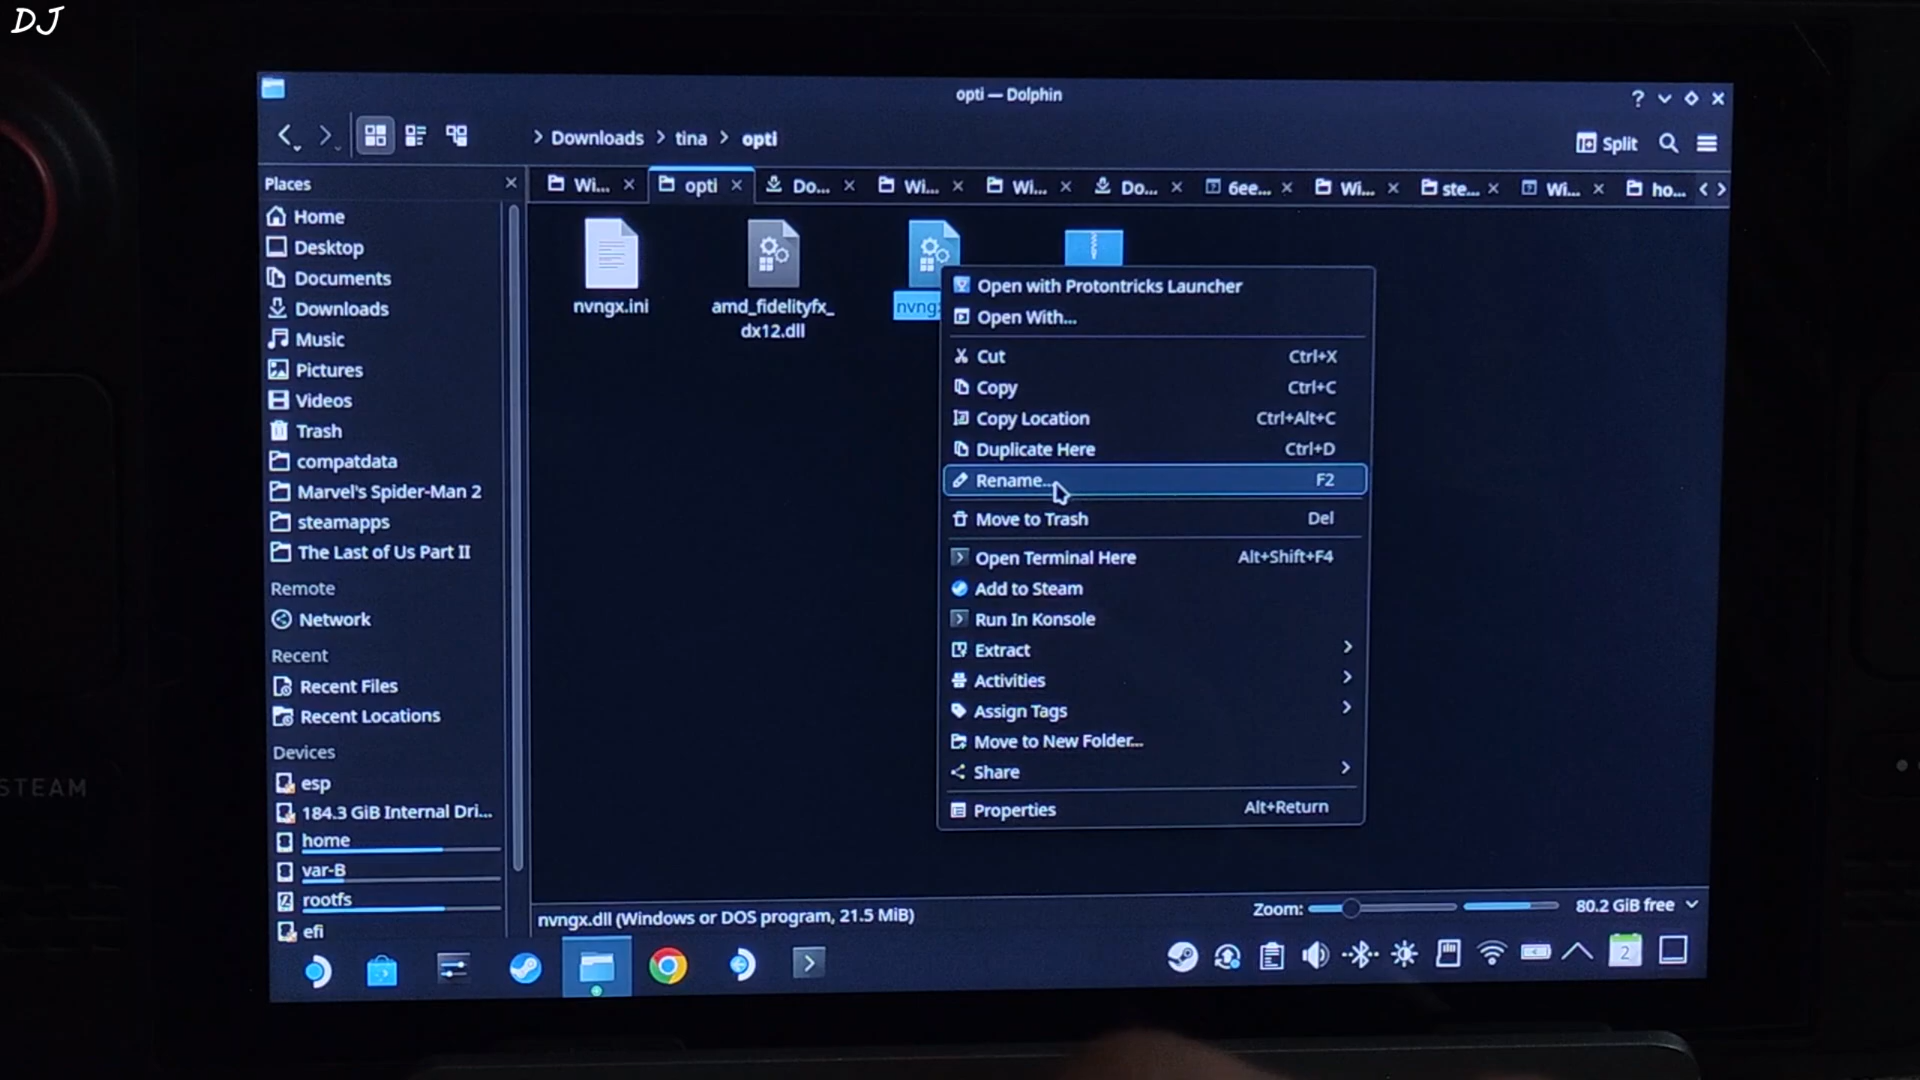 DJ
opti — Dolphin
Downloads > tina > opti
Split
Places
Wi...
opti
Do...
Wi...
Wi...
Do...
6ee...
Wi...
ste...
Wi...
ho...
Home
Desktop
Documents
Downloads
Music
Pictures
Videos
Trash
compatdata
Marvel's Spider-Man 2
steamapps
The Last of Us Part II
Remote
Network
Recent
Recent Files
Recent Locations
Devices
esp
184.3 GiB Internal Dri...
home
var-B
rootfs
efi
nvngx.ini
amd_fidelityfx_
dx12.dll
Open with Protontricks Launcher
Open With...
Cut Ctrl+X
Copy Ctrl+C
Copy Location Ctrl+Alt+C
Duplicate Here Ctrl+D
Rename... F2
Move to Trash Del
Open Terminal Here Alt+Shift+F4
Add to Steam
Run In Konsole
Extract
Activities
Assign Tags
Move to New Folder...
Share
Properties Alt+Return
nvngx.dll (Windows or DOS program, 21.5 MiB)
Zoom:
80.2 GiB free
2
STEAM